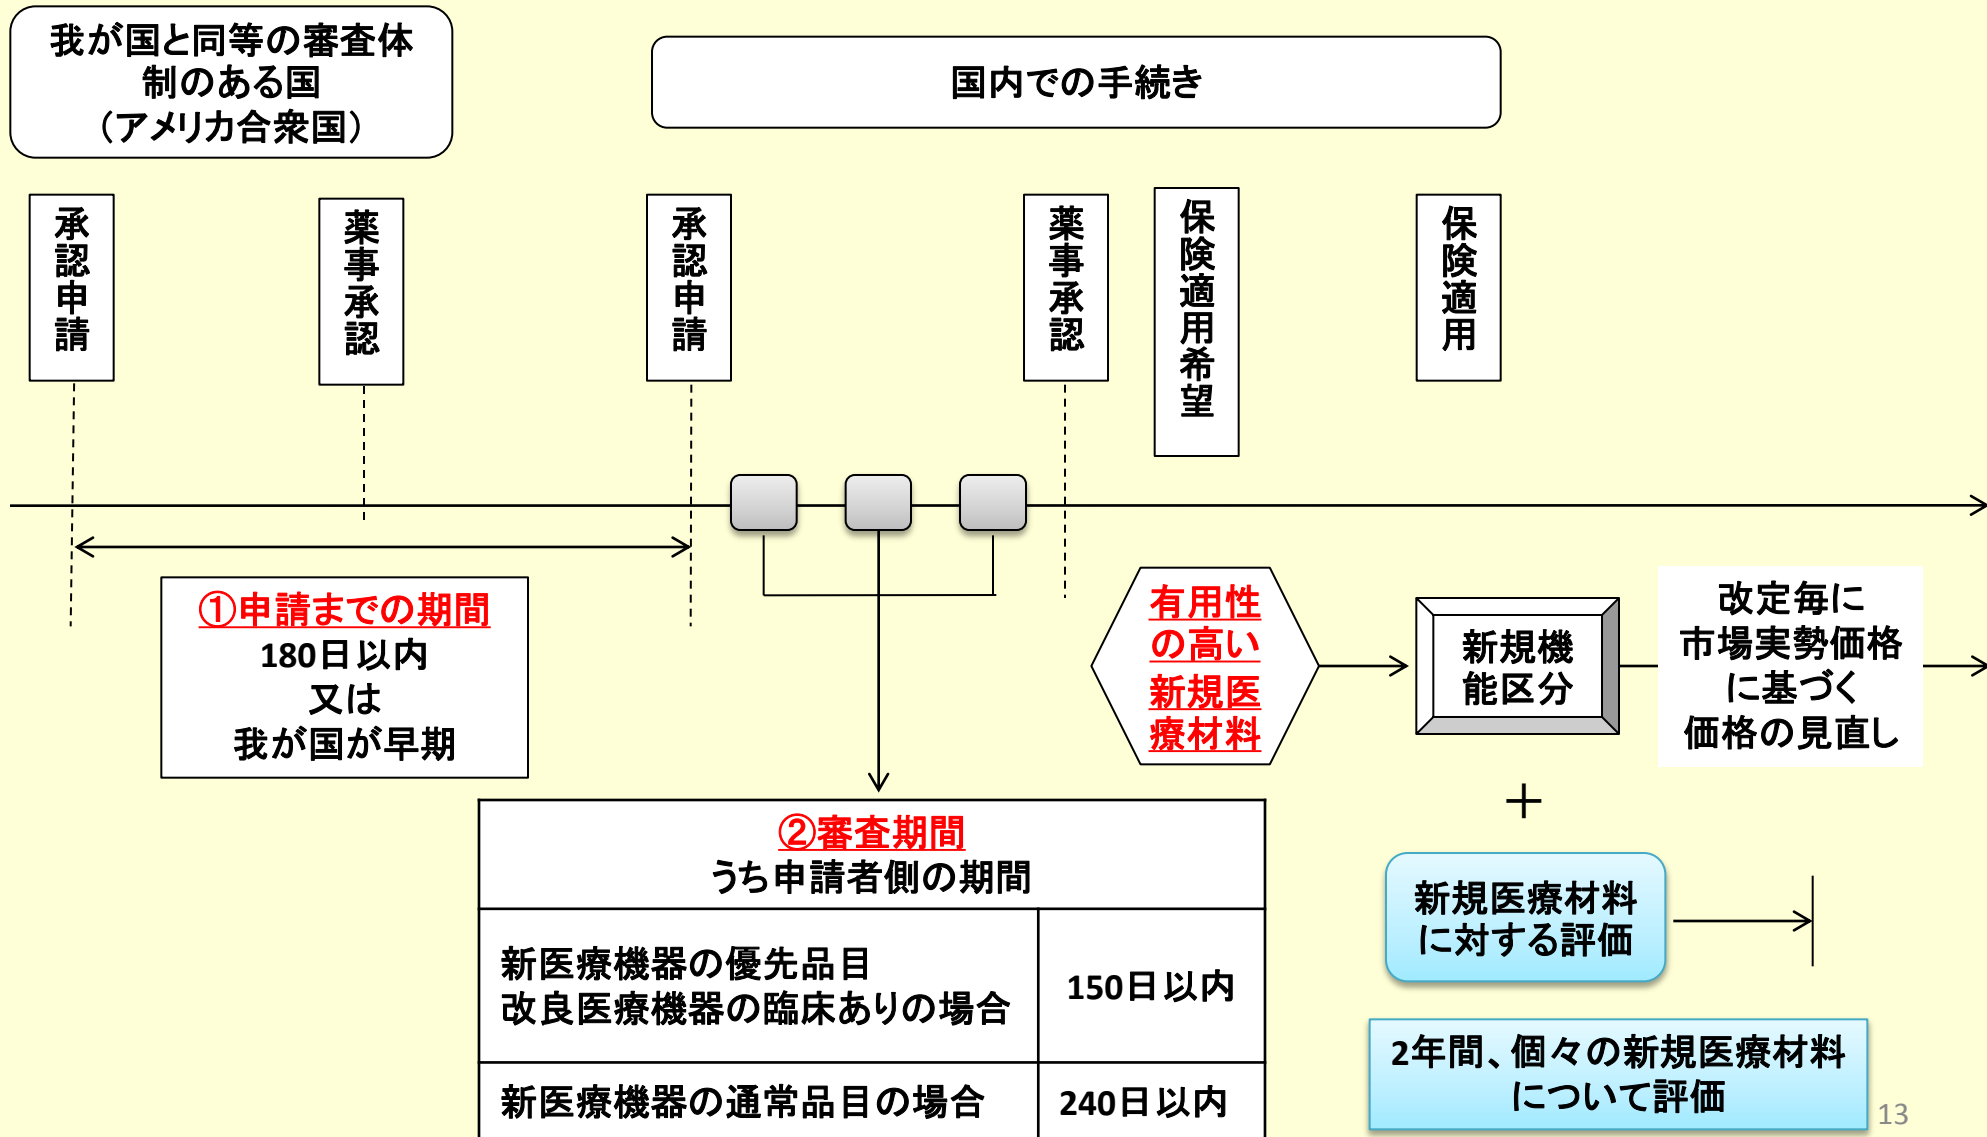 我が国と同等の審査体
制のある国
（アメリカ合衆国）
国内での手続き
承認申請
薬事承認
承認申請
薬事承認
保険適用希望
保険適用
①申請までの期間
180日以内
又は
我が国が早期
有用性
の高い
新規医
療材料
新規機
能区分
改定毎に
市場実勢価格
に基づく
価格の見直し
＋
②審査期間
うち申請者側の期間
新医療機器の優先品目
改良医療機器の臨床ありの場合
150日以内
新医療機器の通常品目の場合
240日以内
新規医療材料
に対する評価
2年間、個々の新規医療材料
について評価
13